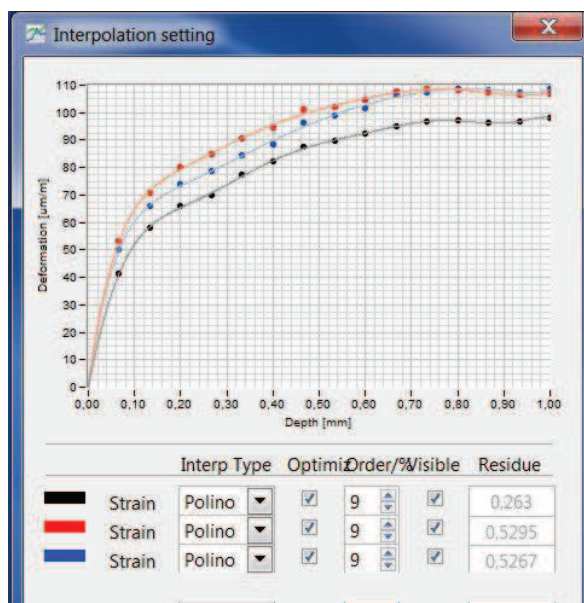 Interpolation setting
X
110
100
90
80
70
60
50
40
30
20
10
0
Deformation [um/m]
0,00 0,10 0,20 0,30 0,40 0,50 0,60 0,70 0,80 0,90 1,00
Depth [mm]
Interp Type Optimiz Order/% Visible Residue
Strain Polino 9 0,263
Strain Polino 9 0,5295
Strain Polino 9 0,5267